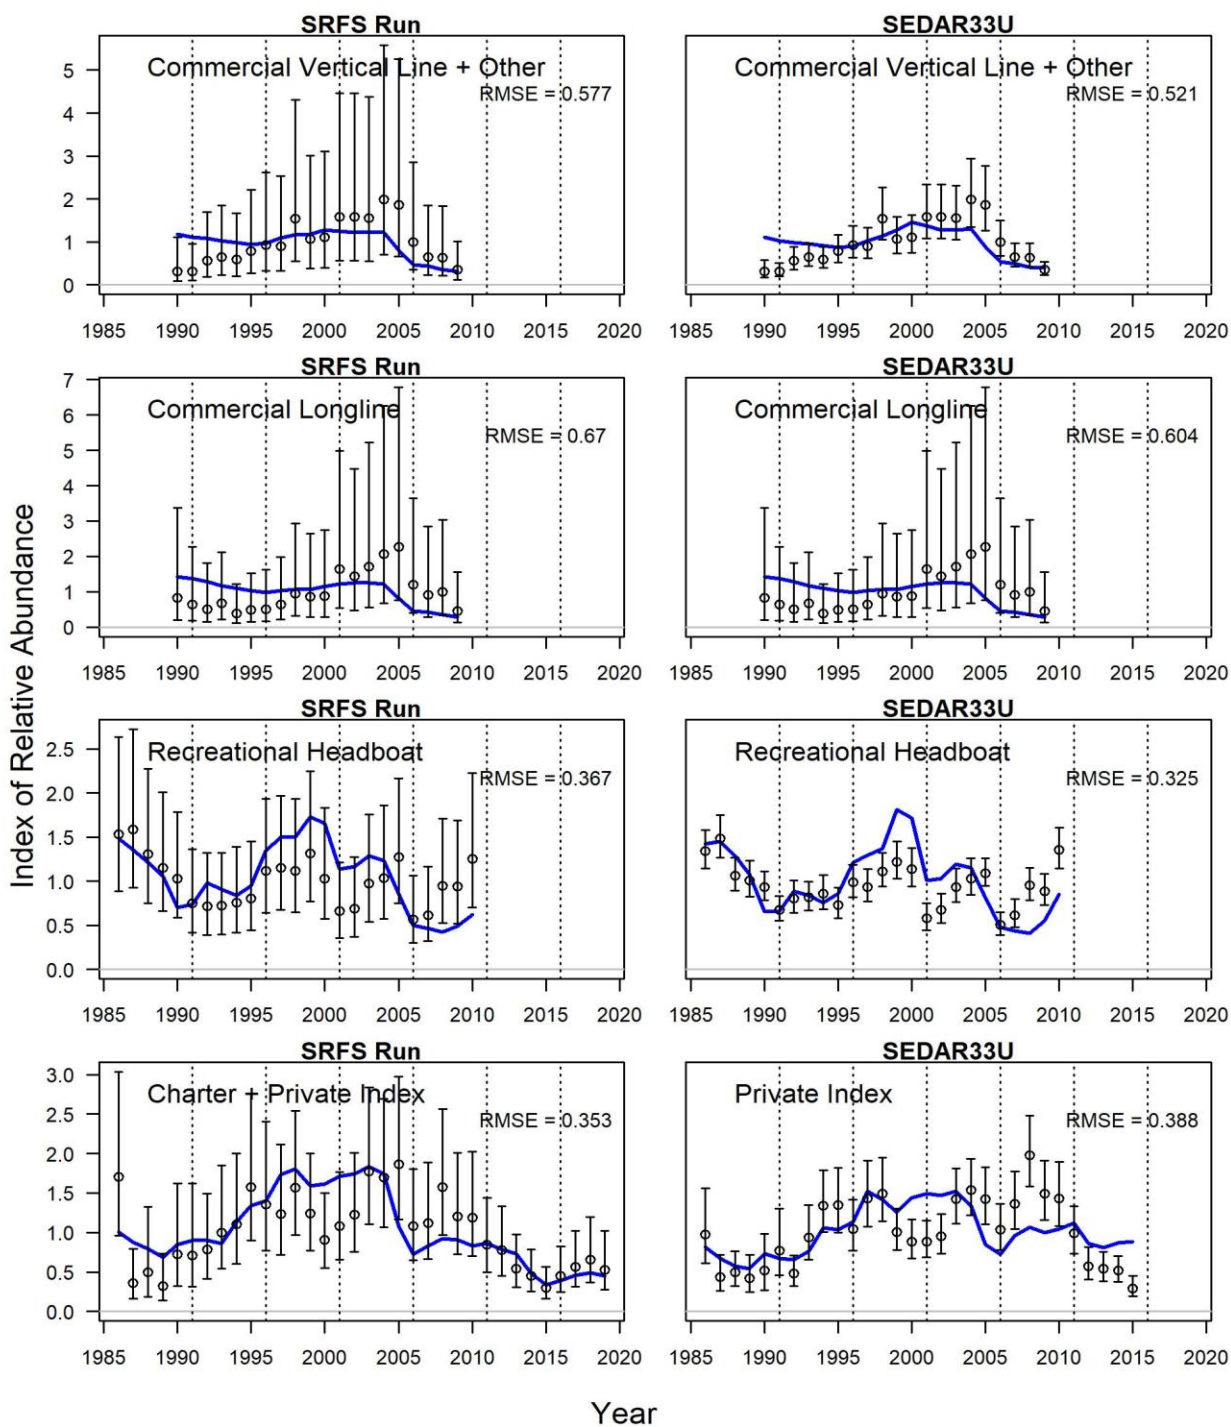 SRFS Run
SEDAR33U
Commercial Vertical Line + Other
RMSE = 0.577
Commercial Vertical Line + Other
RMSE = 0.521
5
4
3
2
1
0
1985 1990 1995 2000 2005 2010 2015 2020
1985 1990 1995 2000 2005 2010 2015 2020
SRFS Run
SEDAR33U
Commercial Longline
RMSE = 0.67
Commercial Longline
RMSE = 0.604
7
6
5
4
3
2
1
0
1985 1990 1995 2000 2005 2010 2015 2020
1985 1990 1995 2000 2005 2010 2015 2020
Index of Relative Abundance
SRFS Run
SEDAR33U
Recreational Headboat
RMSE = 0.367
Recreational Headboat
RMSE = 0.325
2.5
2.0
1.5
1.0
0.5
0.0
1985 1990 1995 2000 2005 2010 2015 2020
1985 1990 1995 2000 2005 2010 2015 2020
SRFS Run
SEDAR33U
Charter + Private Index
RMSE = 0.353
Private Index
RMSE = 0.388
3.0
2.5
2.0
1.5
1.0
0.5
0.0
1985 1990 1995 2000 2005 2010 2015 2020
1985 1990 1995 2000 2005 2010 2015 2020
Year